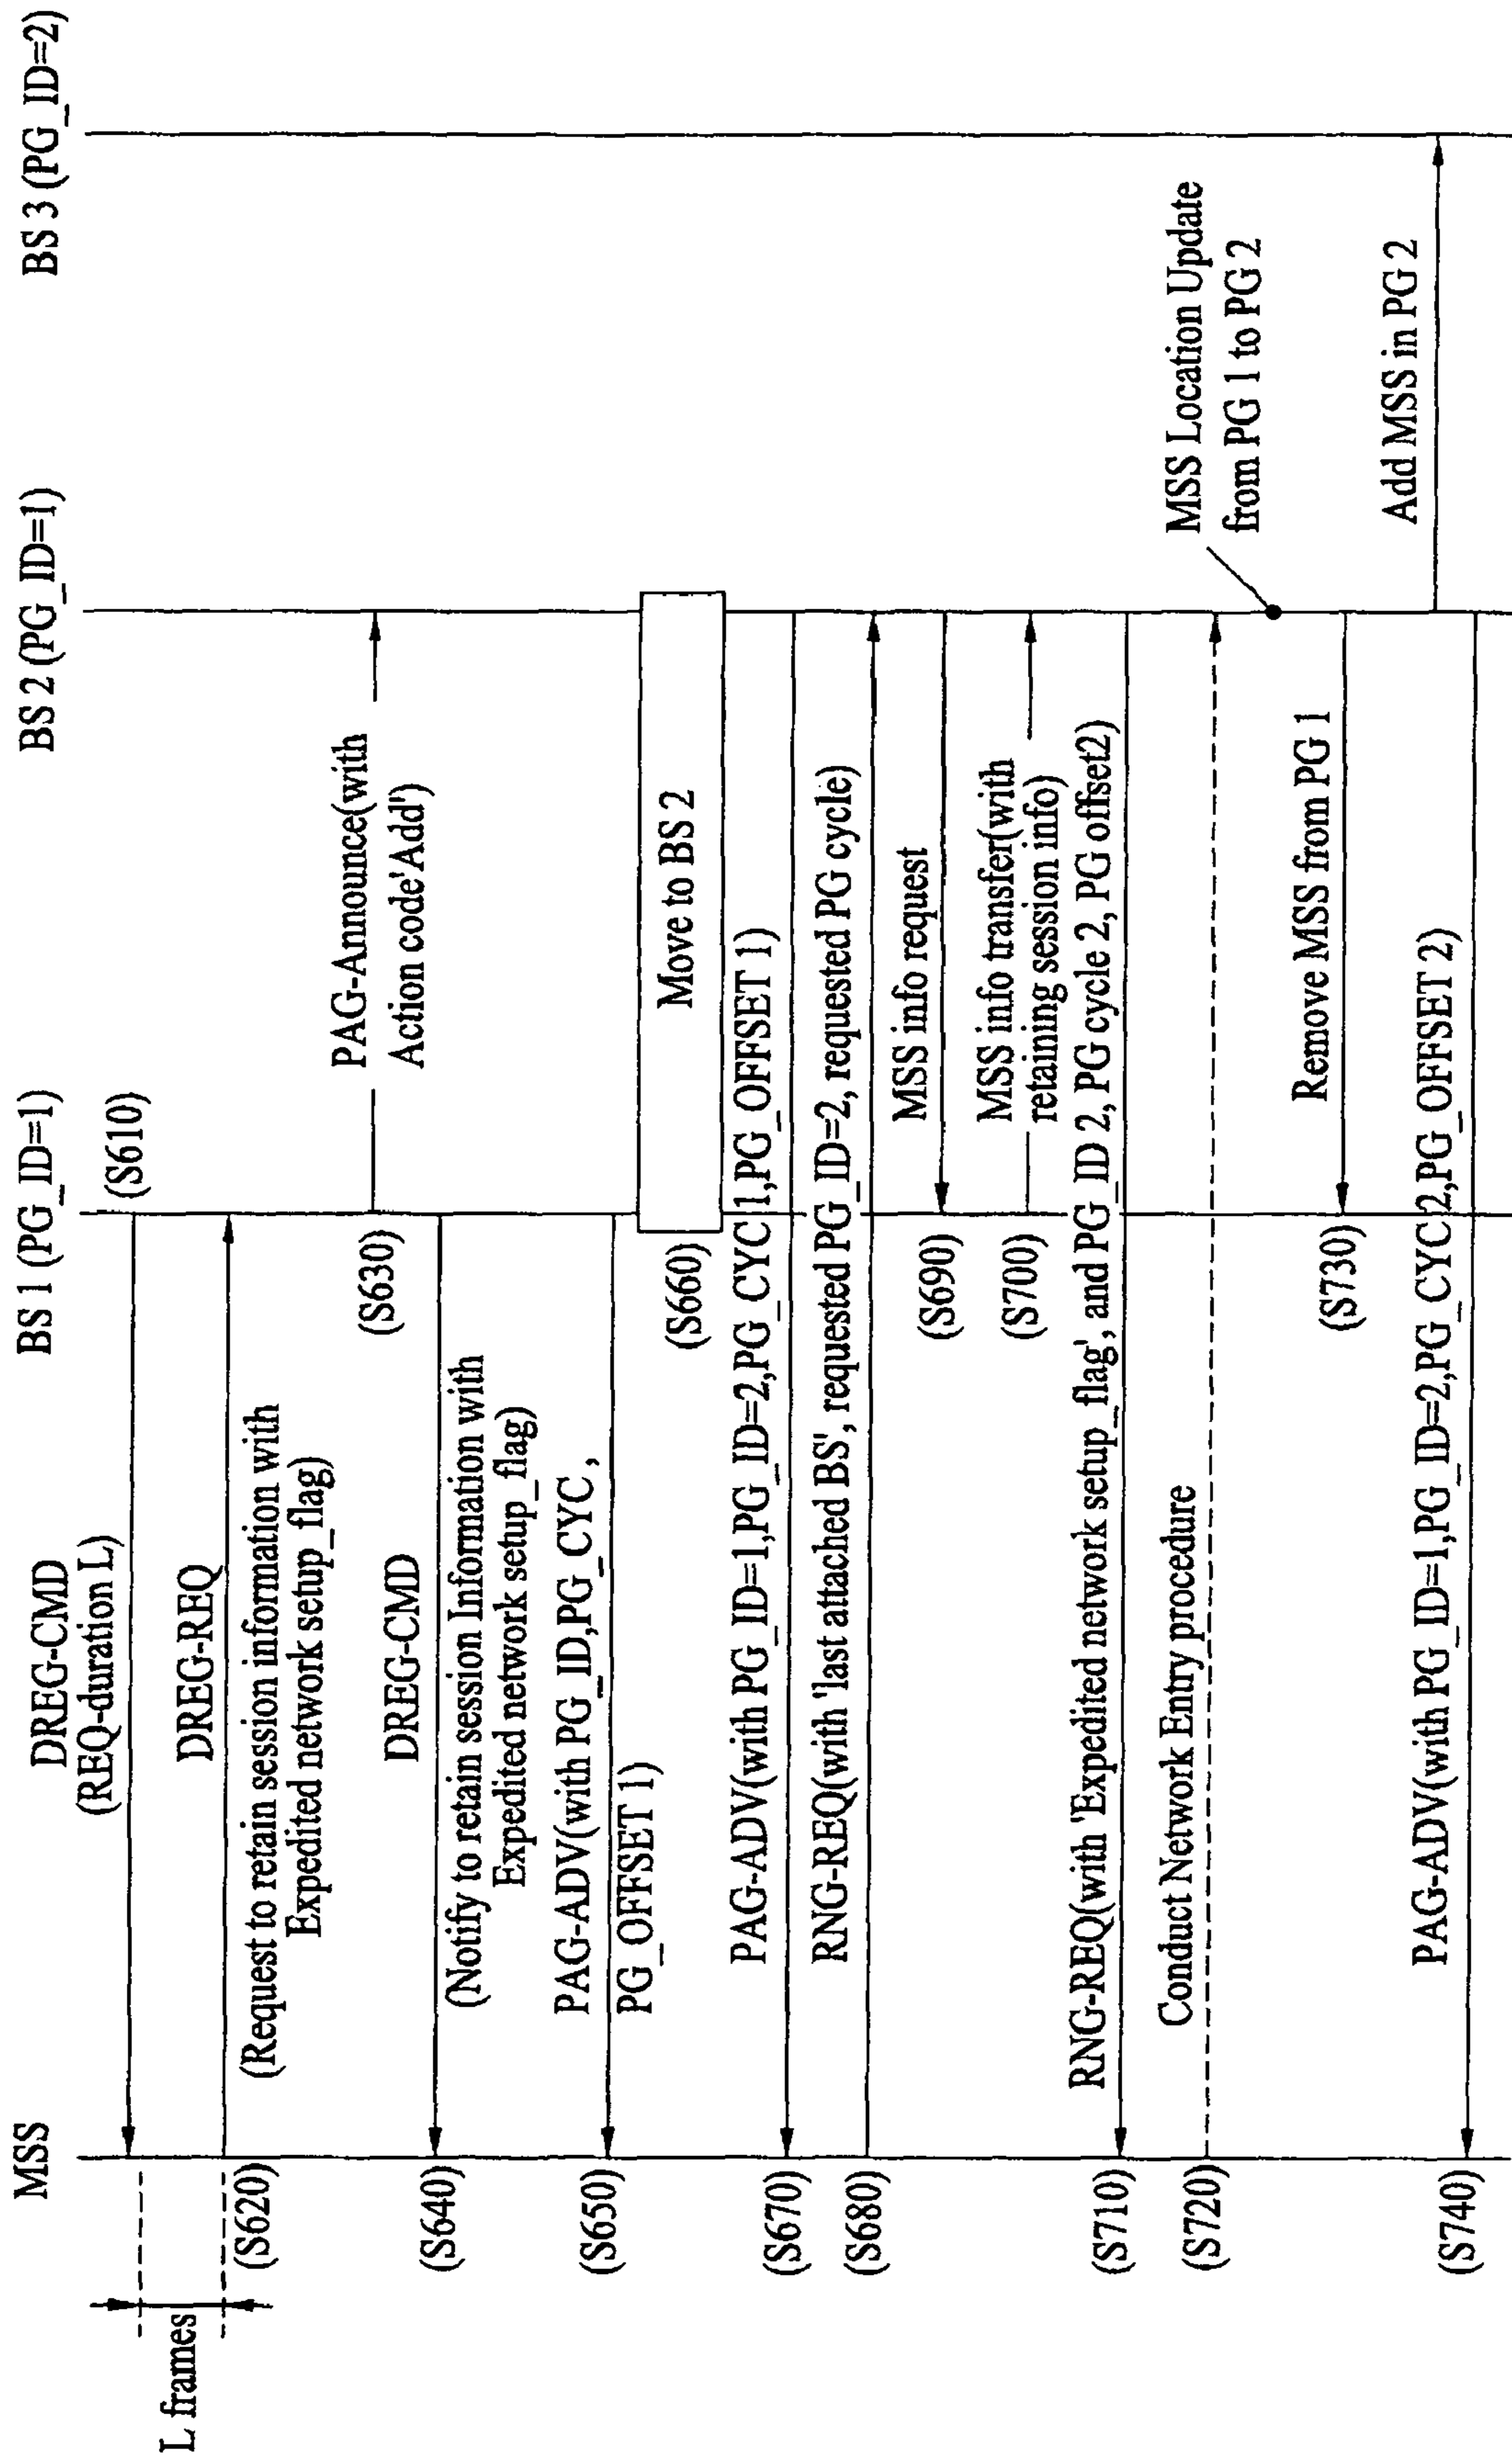 MSS
BS 1 (PG_ID=1)
BS 2 (PG_ID=1)
BS 3 (PG_ID=2)
DREG-CMD
(REQ-duration L)
(S610)
L frames
DREG-REQ
(S620)
(Request to retain session information with
Expedited network setup_flag)
PAG-Announce(with
Action code'Add')
(S630)
DREG-CMD
(S640)
(Notify to retain session Information with
Expedited network setup_flag)
PAG-ADV(with PG_ID,PG_CYC ,
(S650)
PG_OFFSET 1)
Move to BS 2
(S660)
PAG-ADV(with PG_ID=1,PG_ID=2,PG_CYC 1,PG_OFFSET 1)
(S670)
RNG-REQ(with 'last attached BS', requested PG_ID=2, requested PG cycle)
(S680)
MSS info request
(S690)
MSS info transfer(with
retaining session info)
(S700)
RNG-REQ(with 'Expedited network setup_flag', and PG_ID 2, PG cycle 2, PG offset2)
(S710)
Conduct Network Entry procedure
(S720)
MSS Location Update
from PG 1 to PG 2
Remove MSS from PG 1
(S730)
Add MSS in PG 2
PAG-ADV(with PG_ID=1,PG_ID=2,PG_CYC 2,PG_OFFSET 2)
(S740)